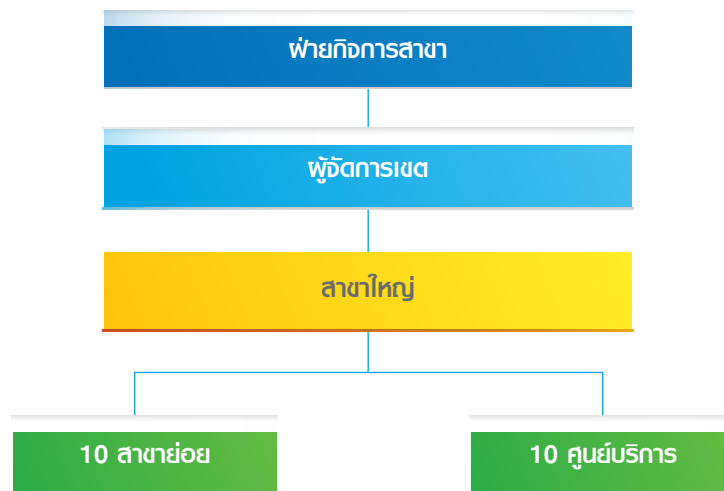 ฝ่ายกิจการสาขา
ผู้จัดการเขต
สาขาใหญ่
10 สาขาย่อย
10 ศูนย์บริการ